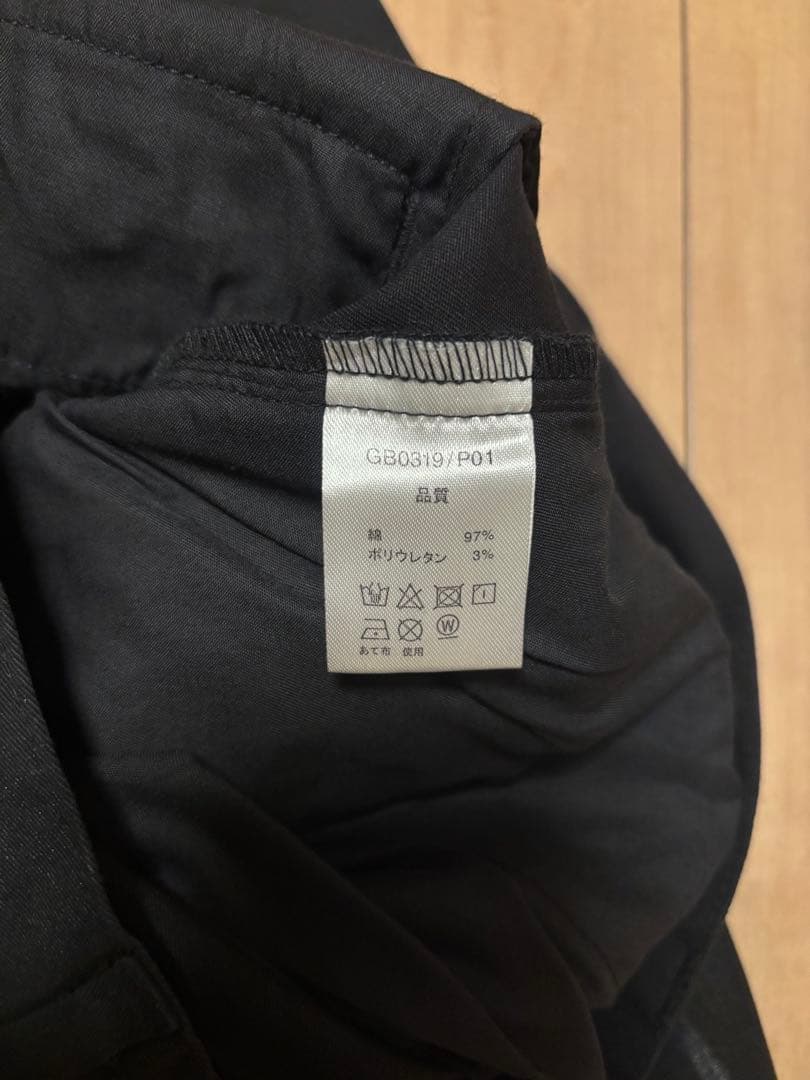 GB0319/P01
品質
綿 97%
ポリウレタン 3%
W
あて布 使用